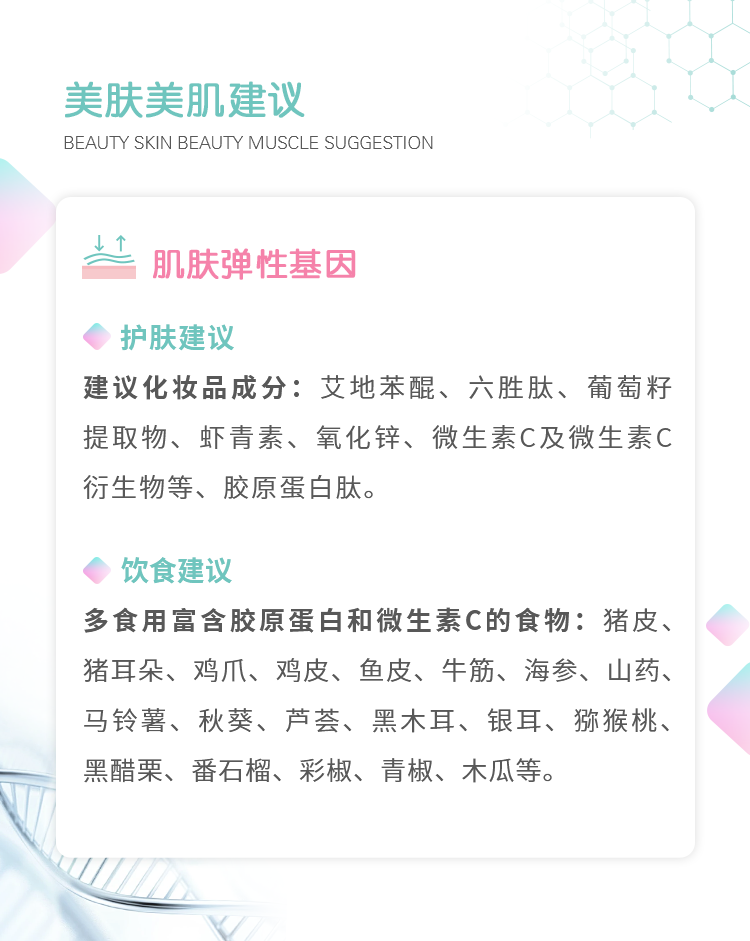 美肤美肌建议
BEAUTY SKIN BEAUTY MUSCLE SUGGESTION
肌肤弹性基因
护肤建议
建议化妆品成分：艾地苯醌、六胜肽、葡萄籽
提取物、虾青素、氧化锌、微生素C及微生素C
衍生物等、胶原蛋白肽。
饮食建议
多食用富含胶原蛋白和微生素C的食物：猪皮、
猪耳朵、鸡爪、鸡皮、鱼皮、牛筋、海参、山药、
马铃薯、秋葵、芦荟、黑木耳、银耳、猕猴桃、
黑醋栗、番石榴、彩椒、青椒、木瓜等。